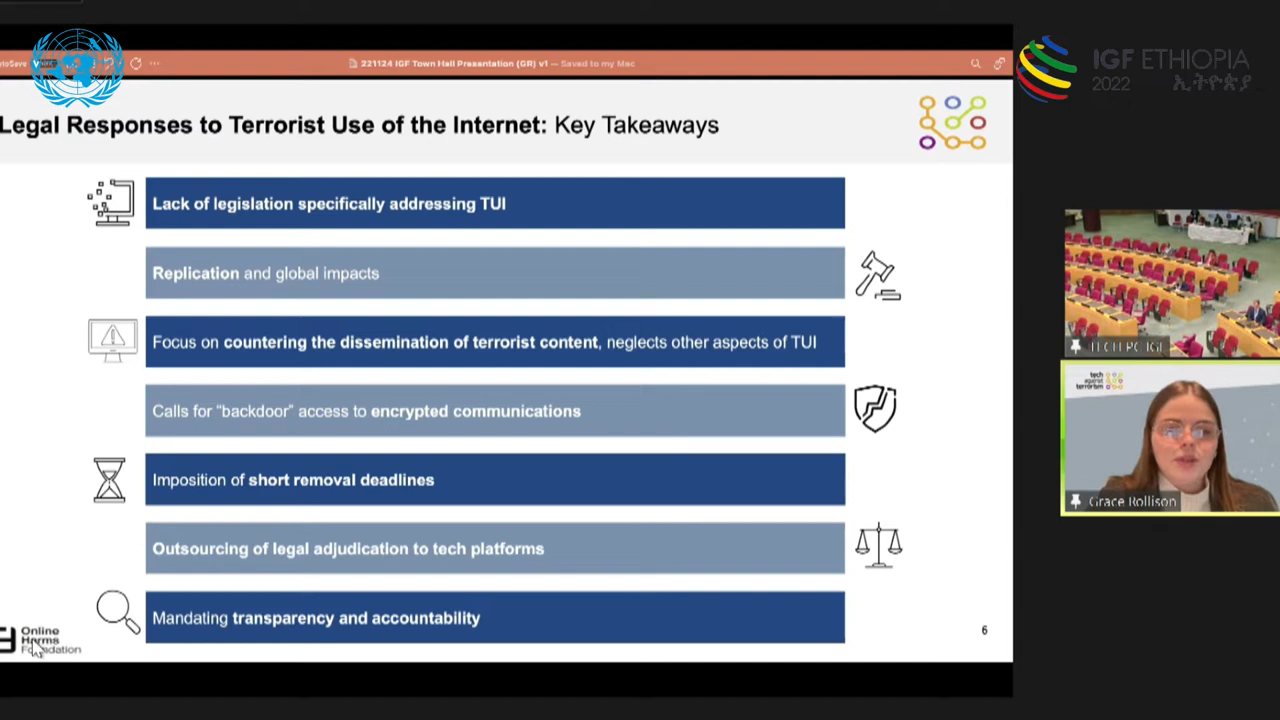 221124 IGF Town Hall Presentation (GR) v1 — Saved to my Mac
IGF ETHIOPIA
2022 ኢትዮጵያ
Legal Responses to Terrorist Use of the Internet: Key Takeaways
Lack of legislation specifically addressing TUI
Replication and global impacts
Focus on countering the dissemination of terrorist content, neglects other aspects of TUI
Calls for “backdoor” access to encrypted communications
Imposition of short removal deadlines
Outsourcing of legal adjudication to tech platforms
Mandating transparency and accountability
Online
Harms
Foundation
6
TECH PC IGF
tech
against
terrorism
Grace Rollison